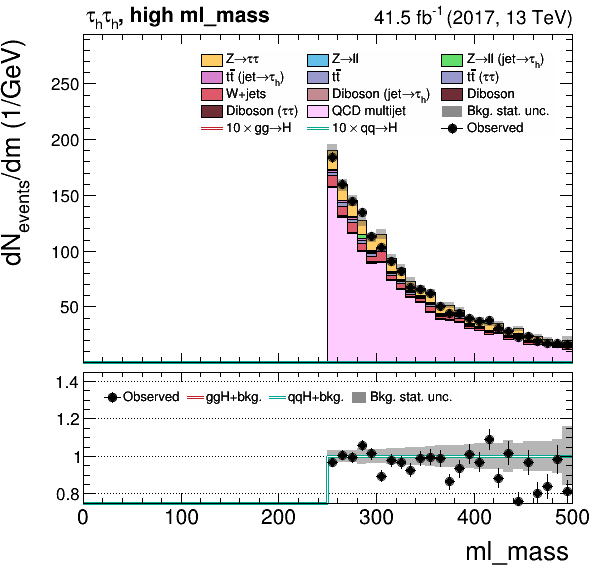 τₕτₕ, high ml_mass 41.5 fb⁻¹ (2017, 13 TeV)
Z→ττ Z→ll Z→ll (jet→τₕ)
tt̄ (jet→τₕ) tt̄ tt̄ (ττ)
W+jets Diboson (jet→τₕ) Diboson
Diboson (ττ) QCD multijet Bkg. stat. unc.
10 × gg→H 10 × qq→H Observed
dN_events/dm (1/GeV)
250
200
150
100
50
Observed ggH+bkg. qqH+bkg. Bkg. stat. unc.
1.4
1.2
1
0.8
0 100 200 300 400 500
ml_mass